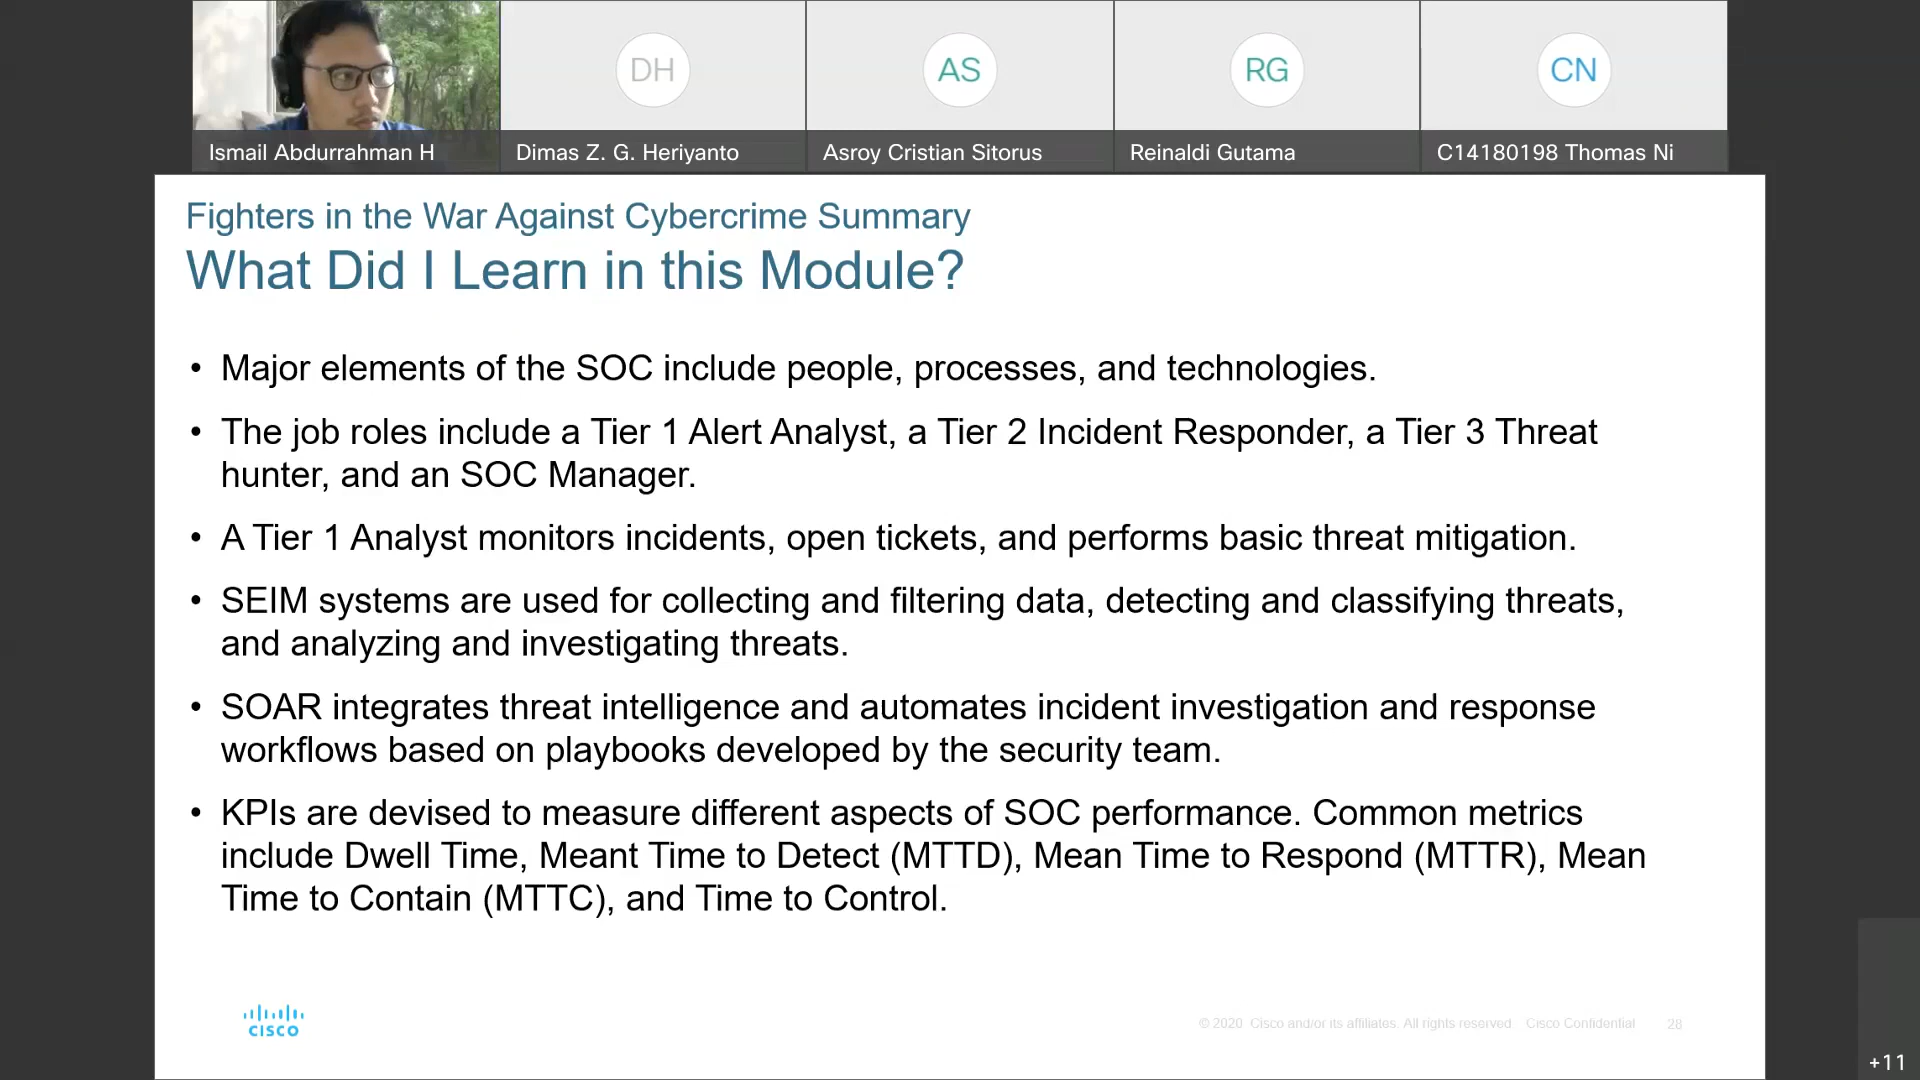 DH
AS
RG
CN
Ismail Abdurrahman H
Dimas Z. G. Heriyanto
Asroy Cristian Sitorus
Reinaldi Gutama
C14180198 Thomas Ni
Fighters in the War Against Cybercrime Summary
What Did I Learn in this Module?
• Major elements of the SOC include people, processes, and technologies.
• The job roles include a Tier 1 Alert Analyst, a Tier 2 Incident Responder, a Tier 3 Threat
hunter, and an SOC Manager.
• A Tier 1 Analyst monitors incidents, open tickets, and performs basic threat mitigation.
• SEIM systems are used for collecting and filtering data, detecting and classifying threats,
and analyzing and investigating threats.
• SOAR integrates threat intelligence and automates incident investigation and response
workflows based on playbooks developed by the security team.
• KPIs are devised to measure different aspects of SOC performance. Common metrics
include Dwell Time, Meant Time to Detect (MTTD), Mean Time to Respond (MTTR), Mean
Time to Contain (MTTC), and Time to Control.
CISCO
© 2020 Cisco and/or its affiliates. All rights reserved. Cisco Confidential
28
+11